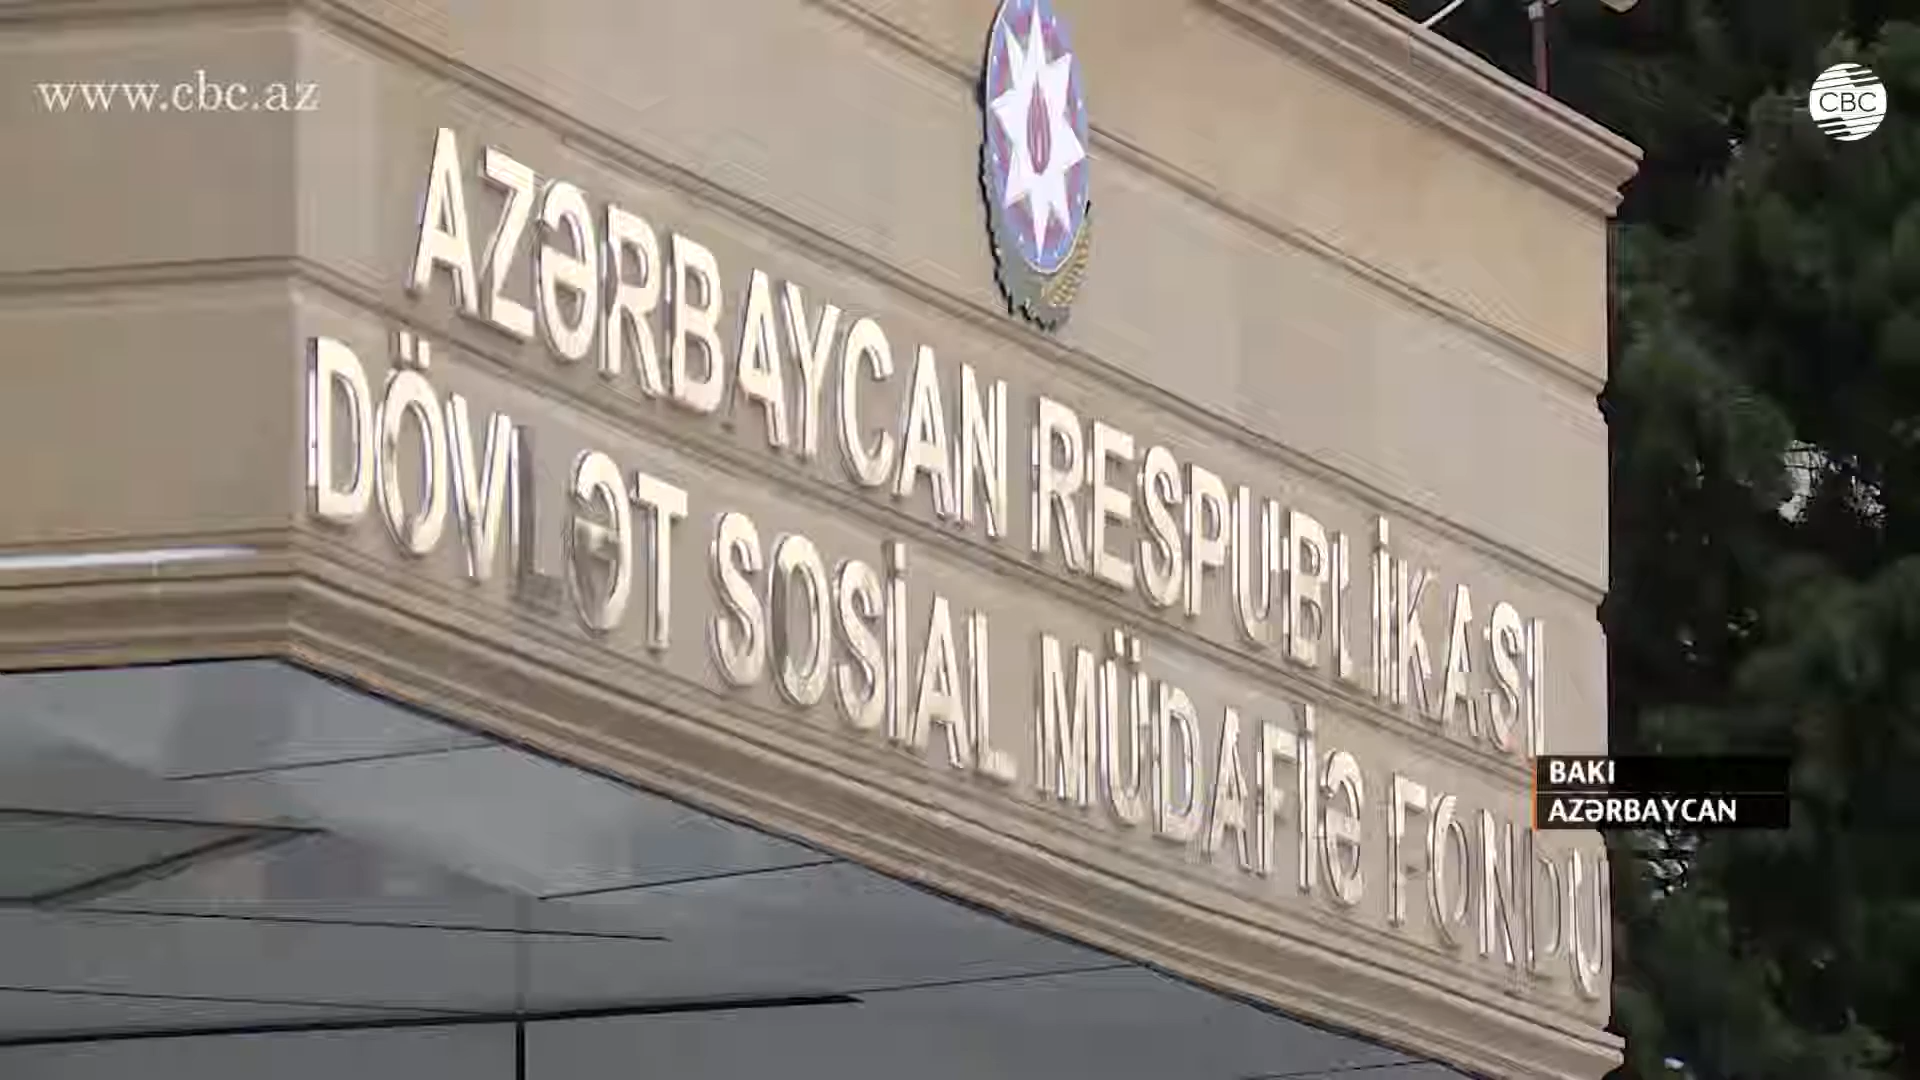 www.cbc.az
CBC
AZƏRBAYCAN RESPUBLİKASI
DÖVLƏT SOSİAL MÜDAFİƏ FONDU
BAKI
AZƏRBAYCAN